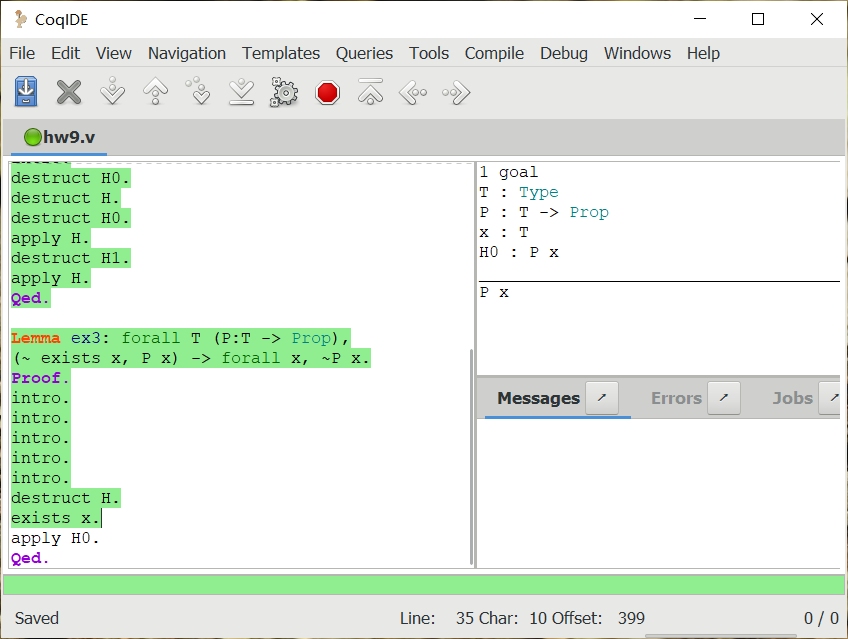 CoqIDE
File Edit View Navigation Templates Queries Tools Compile Debug Windows Help
hw9.v
intro.
destruct H0.
destruct H.
destruct H0.
apply H.
destruct H1.
apply H.
Qed.
Lemma ex3: forall T (P:T -> Prop),
(~ exists x, P x) -> forall x, ~P x.
Proof.
intro.
intro.
intro.
intro.
intro.
destruct H.
exists x.
apply H0.
Qed.
1 goal
T : Type
P : T -> Prop
x : T
H0 : P x
P x
Messages Errors Jobs
Saved Line: 35 Char: 10 Offset: 399 0 / 0